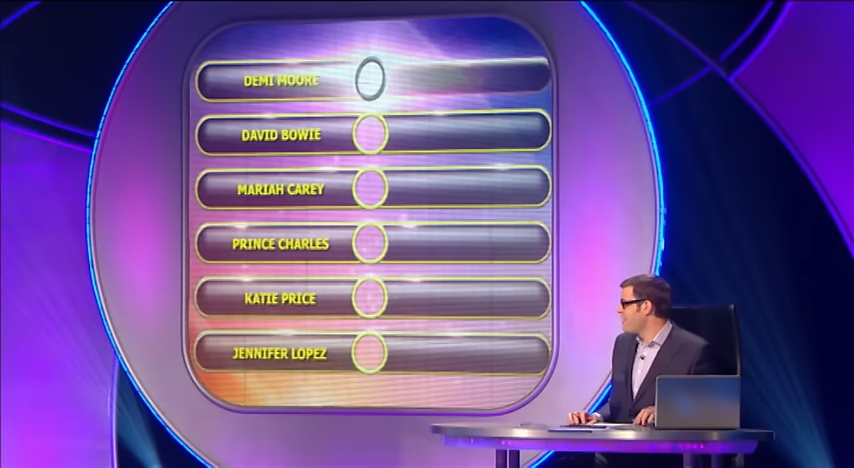 DEMI MOORE
DAVID BOWIE
MARIAH CAREY
PRINCE CHARLES
KATIE PRICE
JENNIFER LOPEZ